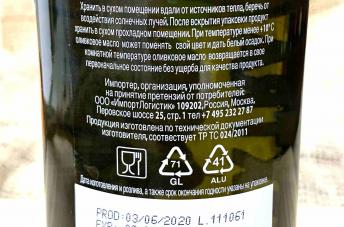 Хранить в сухом помещении вдали от источников тепла, беречь от
воздействия солнечных лучей. После вскрытия упаковки продукт
хранить в сухом прохладном помещении. При температуре менее +10°С
оливковое масло может поменять свой цвет и дать белый осадок. При
комнатной температуре оливковое масло возвращается в свое
первоначальное состояние без ущерба для качества продукта.
Импортер, организация, уполномоченная
на принятие претензий от потребителей:
ООО «ИмпортЛогистик» 109202, Россия, Москва,
Перовское шоссе 25, стр.1 тел +7 495 232 27 87
Продукция изготовлена по технической документации
изготовителя, соответствует ТР ТС 024/2011
71 41
GL ALU
Дата изготовления и розлива, а также срок окончания годности указаны на упаковке.
PROD:03/06/2020 L.111061